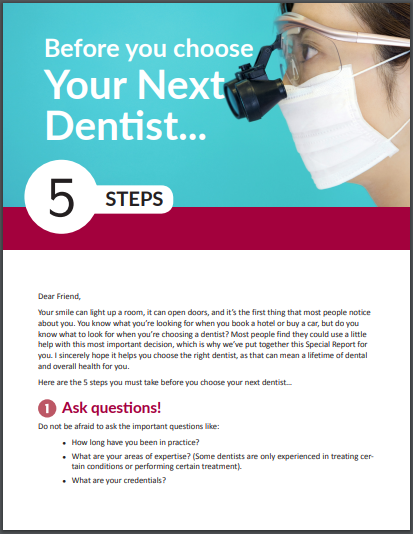 Before you choose
Your Next
Dentist...
5 STEPS
Dear Friend,
Your smile can light up a room, it can open doors, and it's the first thing that most people notice
about you. You know what you're looking for when you book a hotel or buy a car, but do you
know what to look for when you're choosing a dentist? Most people find they could use a little
help with this most important decision, which is why we've put together this Special Report for
you. I sincerely hope it helps you choose the right dentist, as that can mean a lifetime of dental
and overall health for you.
Here are the 5 steps you must take before you choose your next dentist...
1 Ask questions!
Do not be afraid to ask the important questions like:
• How long have you been in practice?
• What are your areas of expertise? (Some dentists are only experienced in treating cer-
tain conditions or performing certain treatment).
• What are your credentials?